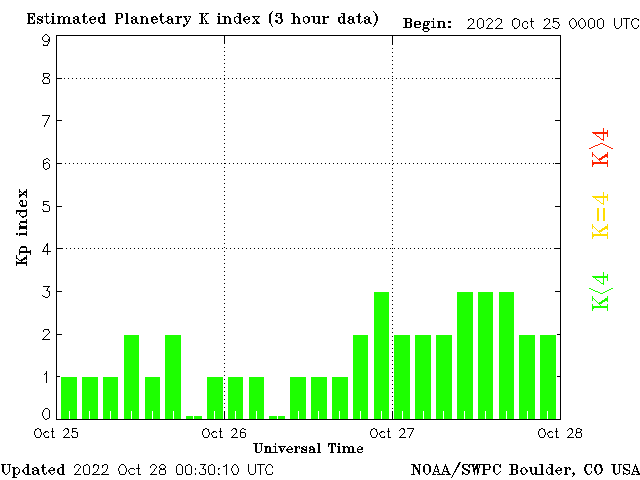 Estimated Planetary K index (3 hour data) Begin: 2022 Oct 25 0000 UTC
9
8
7
6
5
4
3
2
1
0
Kp index
K>4
K=4
K<4
Oct 25 Oct 26 Oct 27 Oct 28
Universal Time
Updated 2022 Oct 28 00:30:10 UTC NOAA/SWPC Boulder, CO USA